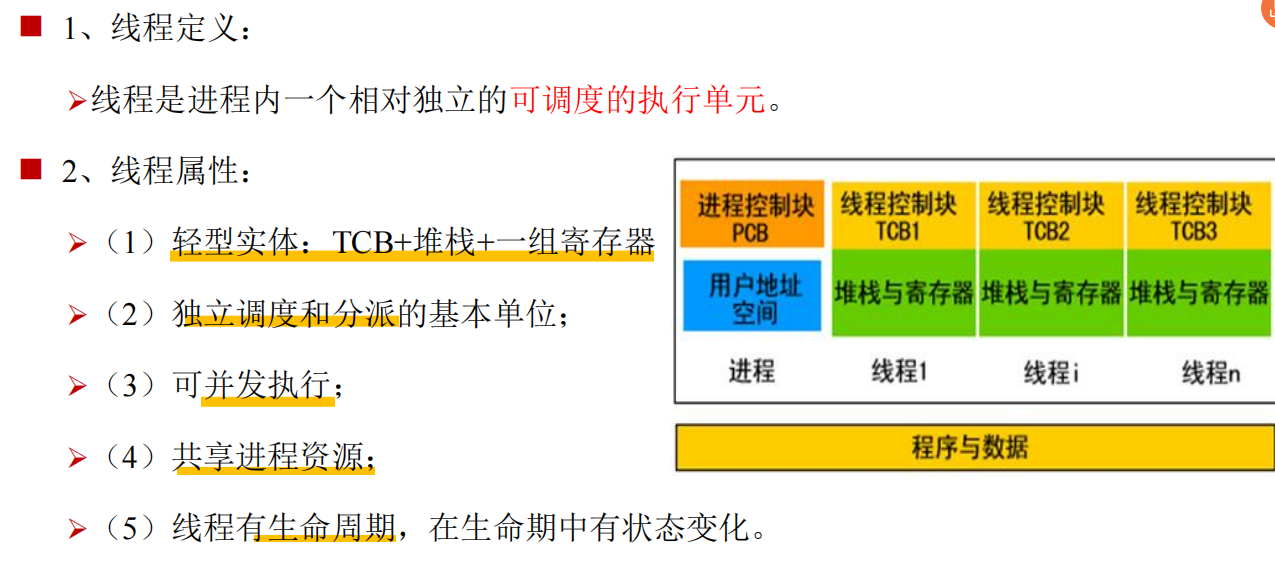 1、线程定义：
线程是进程内一个相对独立的可调度的执行单元。
2、线程属性：
（1）轻型实体：TCB+堆栈+一组寄存器
（2）独立调度和分派的基本单位；
（3）可并发执行；
（4）共享进程资源；
（5）线程有生命周期，在生命期中有状态变化。
进程控制块 线程控制块 线程控制块 线程控制块
PCB TCB1 TCB2 TCB3
用户地址 堆栈与寄存器 堆栈与寄存器 堆栈与寄存器
空间
进程 线程1 线程i 线程n
程序与数据